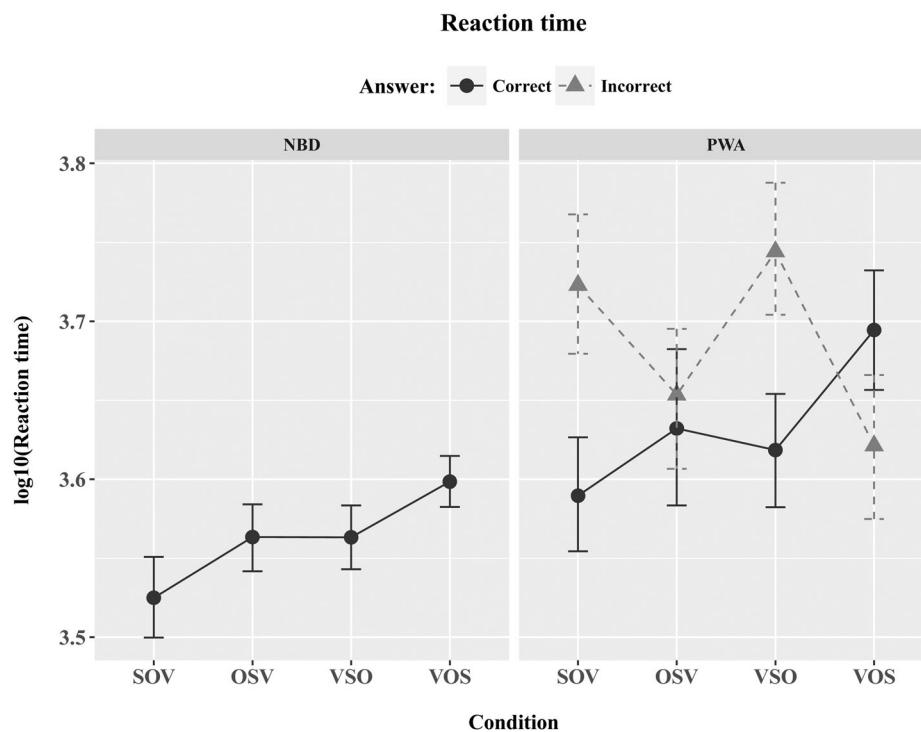 Reaction time
Answer: Correct Incorrect
NBD PWA
3.8
3.7
3.6
3.5
log10(Reaction time)
SOV OSV VSO VOS SOV OSV VSO VOS
Condition